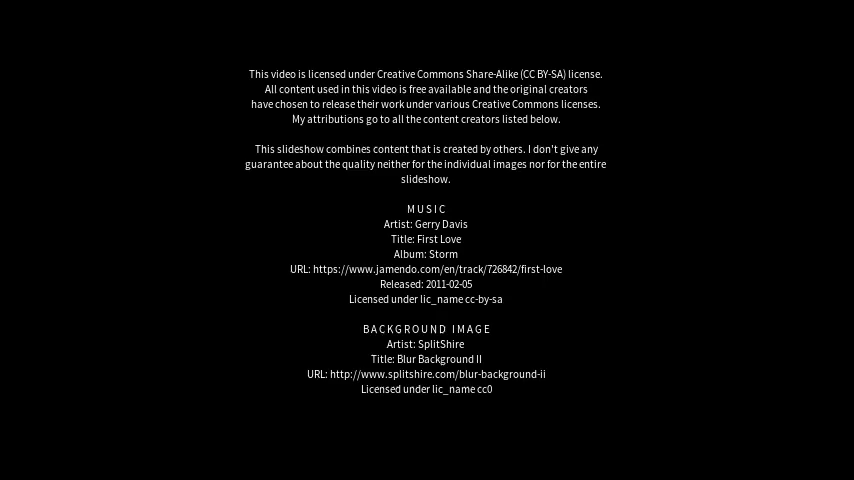 This video is licensed under Creative Commons Share-Alike (CC BY-SA) license.
All content used in this video is free available and the original creators
have chosen to release their work under various Creative Commons licenses.
My attributions go to all the content creators listed below.
This slideshow combines content that is created by others. I don't give any
guarantee about the quality neither for the individual images nor for the entire
slideshow.
MUSIC
Artist: Gerry Davis
Title: First Love
Album: Storm
URL: https://www.jamendo.com/en/track/726842/first-love
Released: 2011-02-05
Licensed under lic_name cc-by-sa
BACKGROUND IMAGE
Artist: SplitShire
Title: Blur Background II
URL: http://www.splitshire.com/blur-background-ii
Licensed under lic_name cc0